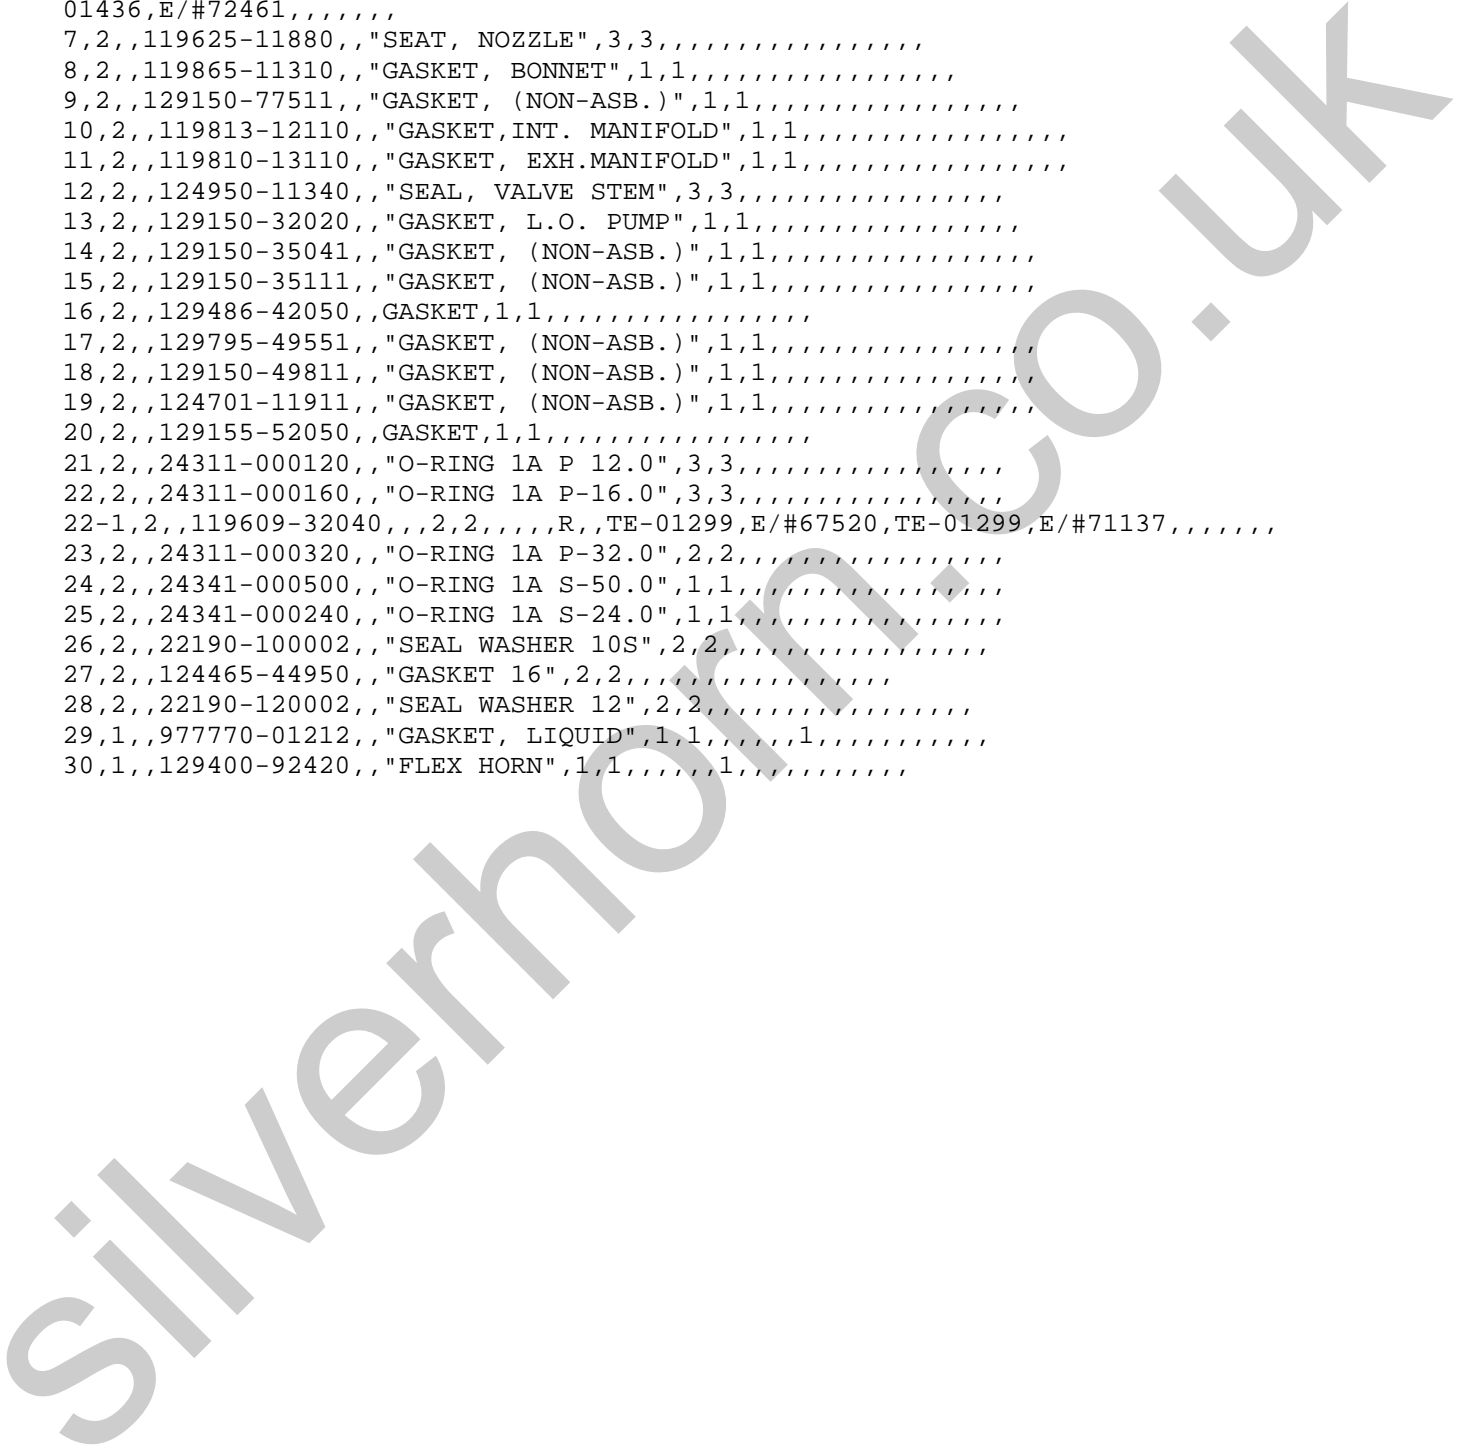 01436,E/#72461,,,,,,,
7,2,,119625-11880,,"SEAT, NOZZLE",3,3,,,,,,,,,,,,,,,,,
8,2,,119865-11310,,"GASKET, BONNET",1,1,,,,,,,,,,,,,,,,,
9,2,,129150-77511,,"GASKET, (NON-ASB.)",1,1,,,,,,,,,,,,,,,,,
10,2,,119813-12110,,"GASKET,INT. MANIFOLD",1,1,,,,,,,,,,,,,,,,,
11,2,,119810-13110,,"GASKET, EXH.MANIFOLD",1,1,,,,,,,,,,,,,,,,,
12,2,,124950-11340,,"SEAL, VALVE STEM",3,3,,,,,,,,,,,,,,,,,
13,2,,129150-32020,,"GASKET, L.O. PUMP",1,1,,,,,,,,,,,,,,,,,
14,2,,129150-35041,,"GASKET, (NON-ASB.)",1,1,,,,,,,,,,,,,,,,,
15,2,,129150-35111,,"GASKET, (NON-ASB.)",1,1,,,,,,,,,,,,,,,,,
16,2,,129486-42050,,GASKET,1,1,,,,,,,,,,,,,,,,,
17,2,,129795-49551,,"GASKET, (NON-ASB.)",1,1,,,,,,,,,,,,,,,,,
18,2,,129150-49811,,"GASKET, (NON-ASB.)",1,1,,,,,,,,,,,,,,,,,
19,2,,124701-11911,,"GASKET, (NON-ASB.)",1,1,,,,,,,,,,,,,,,,,
20,2,,129155-52050,,GASKET,1,1,,,,,,,,,,,,,,,,,
21,2,,24311-000120,,"O-RING 1A P 12.0",3,3,,,,,,,,,,,,,,,,,
22,2,,24311-000160,,"O-RING 1A P-16.0",3,3,,,,,,,,,,,,,,,,,
22-1,2,,119609-32040,,,2,2,,,,,R,,TE-01299,E/#67520,TE-01299,E/#71137,,,,,,,
23,2,,24311-000320,,"O-RING 1A P-32.0",2,2,,,,,,,,,,,,,,,,,
24,2,,24341-000500,,"O-RING 1A S-50.0",1,1,,,,,,,,,,,,,,,,,
25,2,,24341-000240,,"O-RING 1A S-24.0",1,1,,,,,,,,,,,,,,,,,
26,2,,22190-100002,,"SEAL WASHER 10S",2,2,,,,,,,,,,,,,,,,,
27,2,,124465-44950,,"GASKET 16",2,2,,,,,,,,,,,,,,,,,
28,2,,22190-120002,,"SEAL WASHER 12",2,2,,,,,,,,,,,,,,,,,
29,1,,977770-01212,,"GASKET, LIQUID",1,1,,,,,,1,,,,,,,,,,,
30,1,,129400-92420,,"FLEX HORN",1,1,,,,,,1,,,,,,,,,,,
silverhorn.co.uk